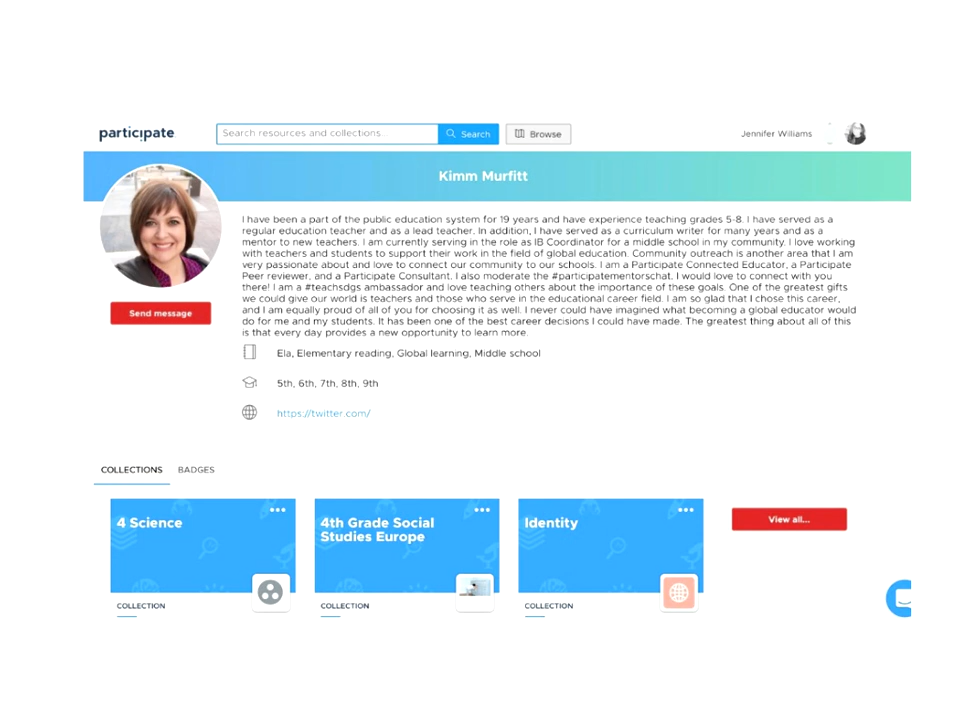 participate
Search resources and collections...
Search
Browse
Jennifer Williams
Kimm Murfitt
I have been a part of the public education system for 19 years and have experience teaching grades 5-8. I have served as a
regular education teacher and as a lead teacher. In addition, I have served as a curriculum writer for many years and as a
mentor to new teachers. I am currently serving in the role as IB Coordinator for a middle school in my community. I love working
with teachers and students to support their work in the field of global education. Community outreach is another area that I am
very passionate about and love to connect our community to our schools. I am a Participate Connected Educator, a Participate
Peer reviewer, and a Participate Consultant. I also moderate the #participatementorschat. I would love to connect with you
there! I am a #teachsdgs ambassador and love teaching others about the importance of these goals. One of the greatest gifts
we could give our world is teachers and those who serve in the educational career field. I am so glad that I chose this career,
and I am equally proud of all of you for choosing it as well. I never could have imagined what becoming a global educator would
do for me and my students. It has been one of the best career decisions I could have made. The greatest thing about all of this
is that every day provides a new opportunity to learn more.
Send message
Ela, Elementary reading, Global learning, Middle school
5th, 6th, 7th, 8th, 9th
https://twitter.com/
COLLECTIONS
BADGES
4 Science
4th Grade Social
Studies Europe
Identity
View all...
COLLECTION
COLLECTION
COLLECTION